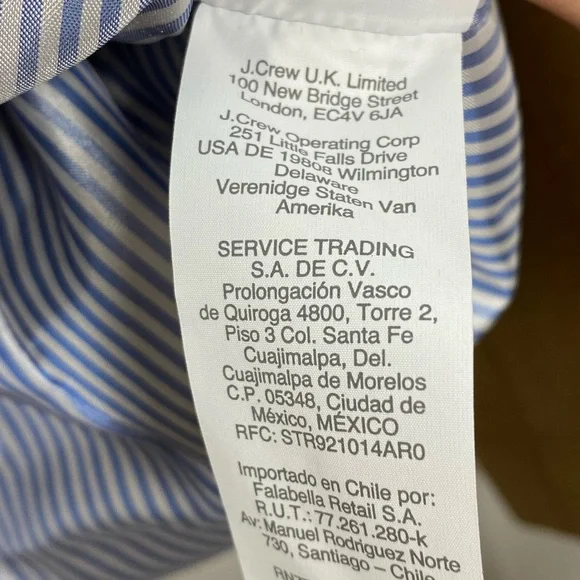 J.Crew U.K. Limited
100 New Bridge Street
London, EC4V 6JA
J.Crew Operating Corp
251 Little Falls Drive
USA DE 19808 Wilmington
Delaware
Verenidge Staten Van
Amerika
SERVICE TRADING
S.A. DE C.V.
Prolongación Vasco
de Quiroga 4800, Torre 2,
Piso 3 Col. Santa Fe
Cuajimalpa, Del.
Cuajimalpa de Morelos
C.P. 05348, Ciudad de
México, MÉXICO
RFC: STR921014AR0
Importado en Chile por:
Falabella Retail S.A.
R.U.T.: 77.261.280-k
Av: Manuel Rodriguez Norte
730, Santiago – Chile